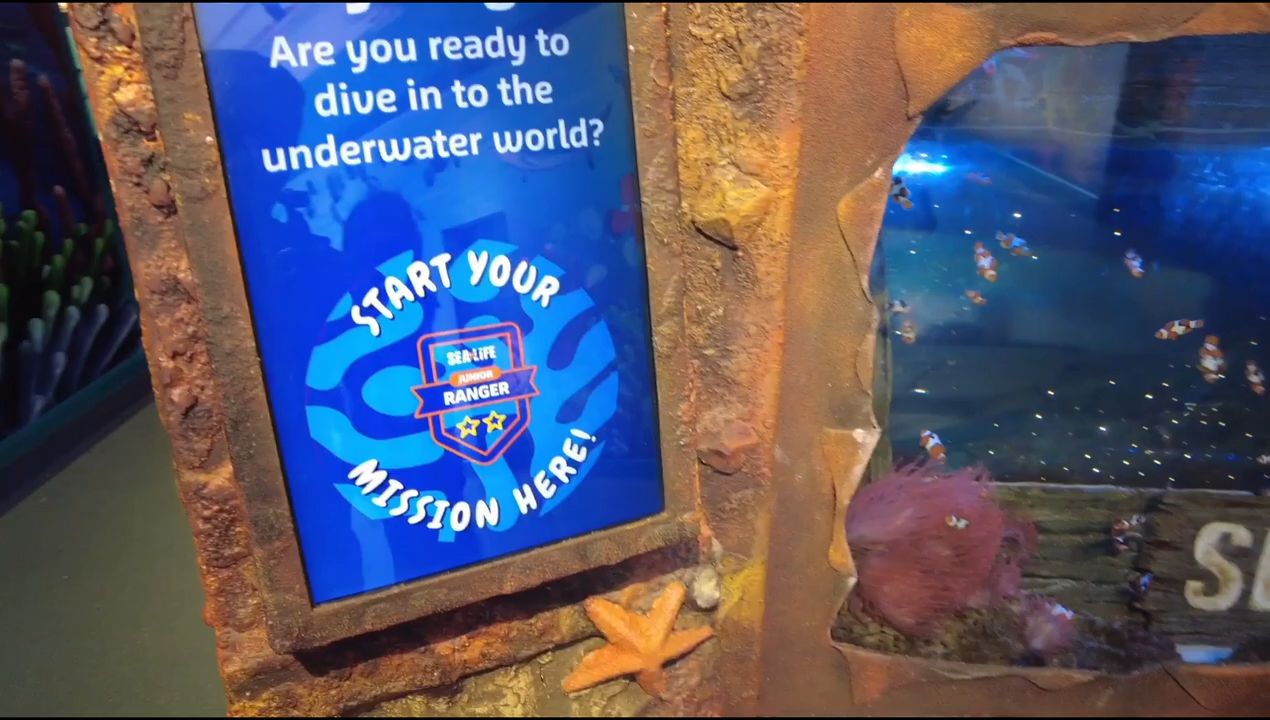 Are you ready to
dive in to the
underwater world?
START YOUR
SEA LIFE
JUNIOR
RANGER
MISSION HERE!